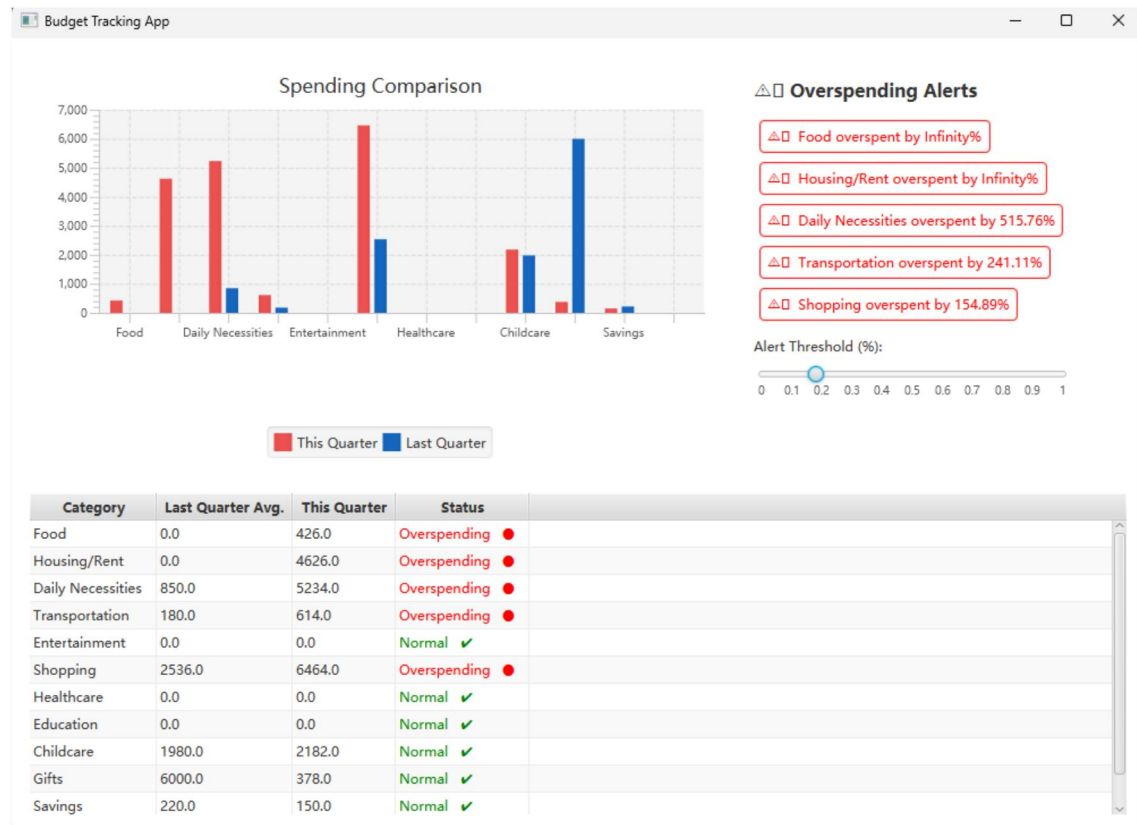 Budget Tracking App
Spending Comparison
7,000
6,000
5,000
4,000
3,000
2,000
1,000
0
Food Daily Necessities Entertainment Healthcare Childcare Savings
This Quarter Last Quarter
⚠ Overspending Alerts
⚠ Food overspent by Infinity%
⚠ Housing/Rent overspent by Infinity%
⚠ Daily Necessities overspent by 515.76%
⚠ Transportation overspent by 241.11%
⚠ Shopping overspent by 154.89%
Alert Threshold (%):
0 0.1 0.2 0.3 0.4 0.5 0.6 0.7 0.8 0.9 1
Category Last Quarter Avg. This Quarter Status
Food 0.0 426.0 Overspending
Housing/Rent 0.0 4626.0 Overspending
Daily Necessities 850.0 5234.0 Overspending
Transportation 180.0 614.0 Overspending
Entertainment 0.0 0.0 Normal ✔
Shopping 2536.0 6464.0 Overspending
Healthcare 0.0 0.0 Normal ✔
Education 0.0 0.0 Normal ✔
Childcare 1980.0 2182.0 Normal ✔
Gifts 6000.0 378.0 Normal ✔
Savings 220.0 150.0 Normal ✔